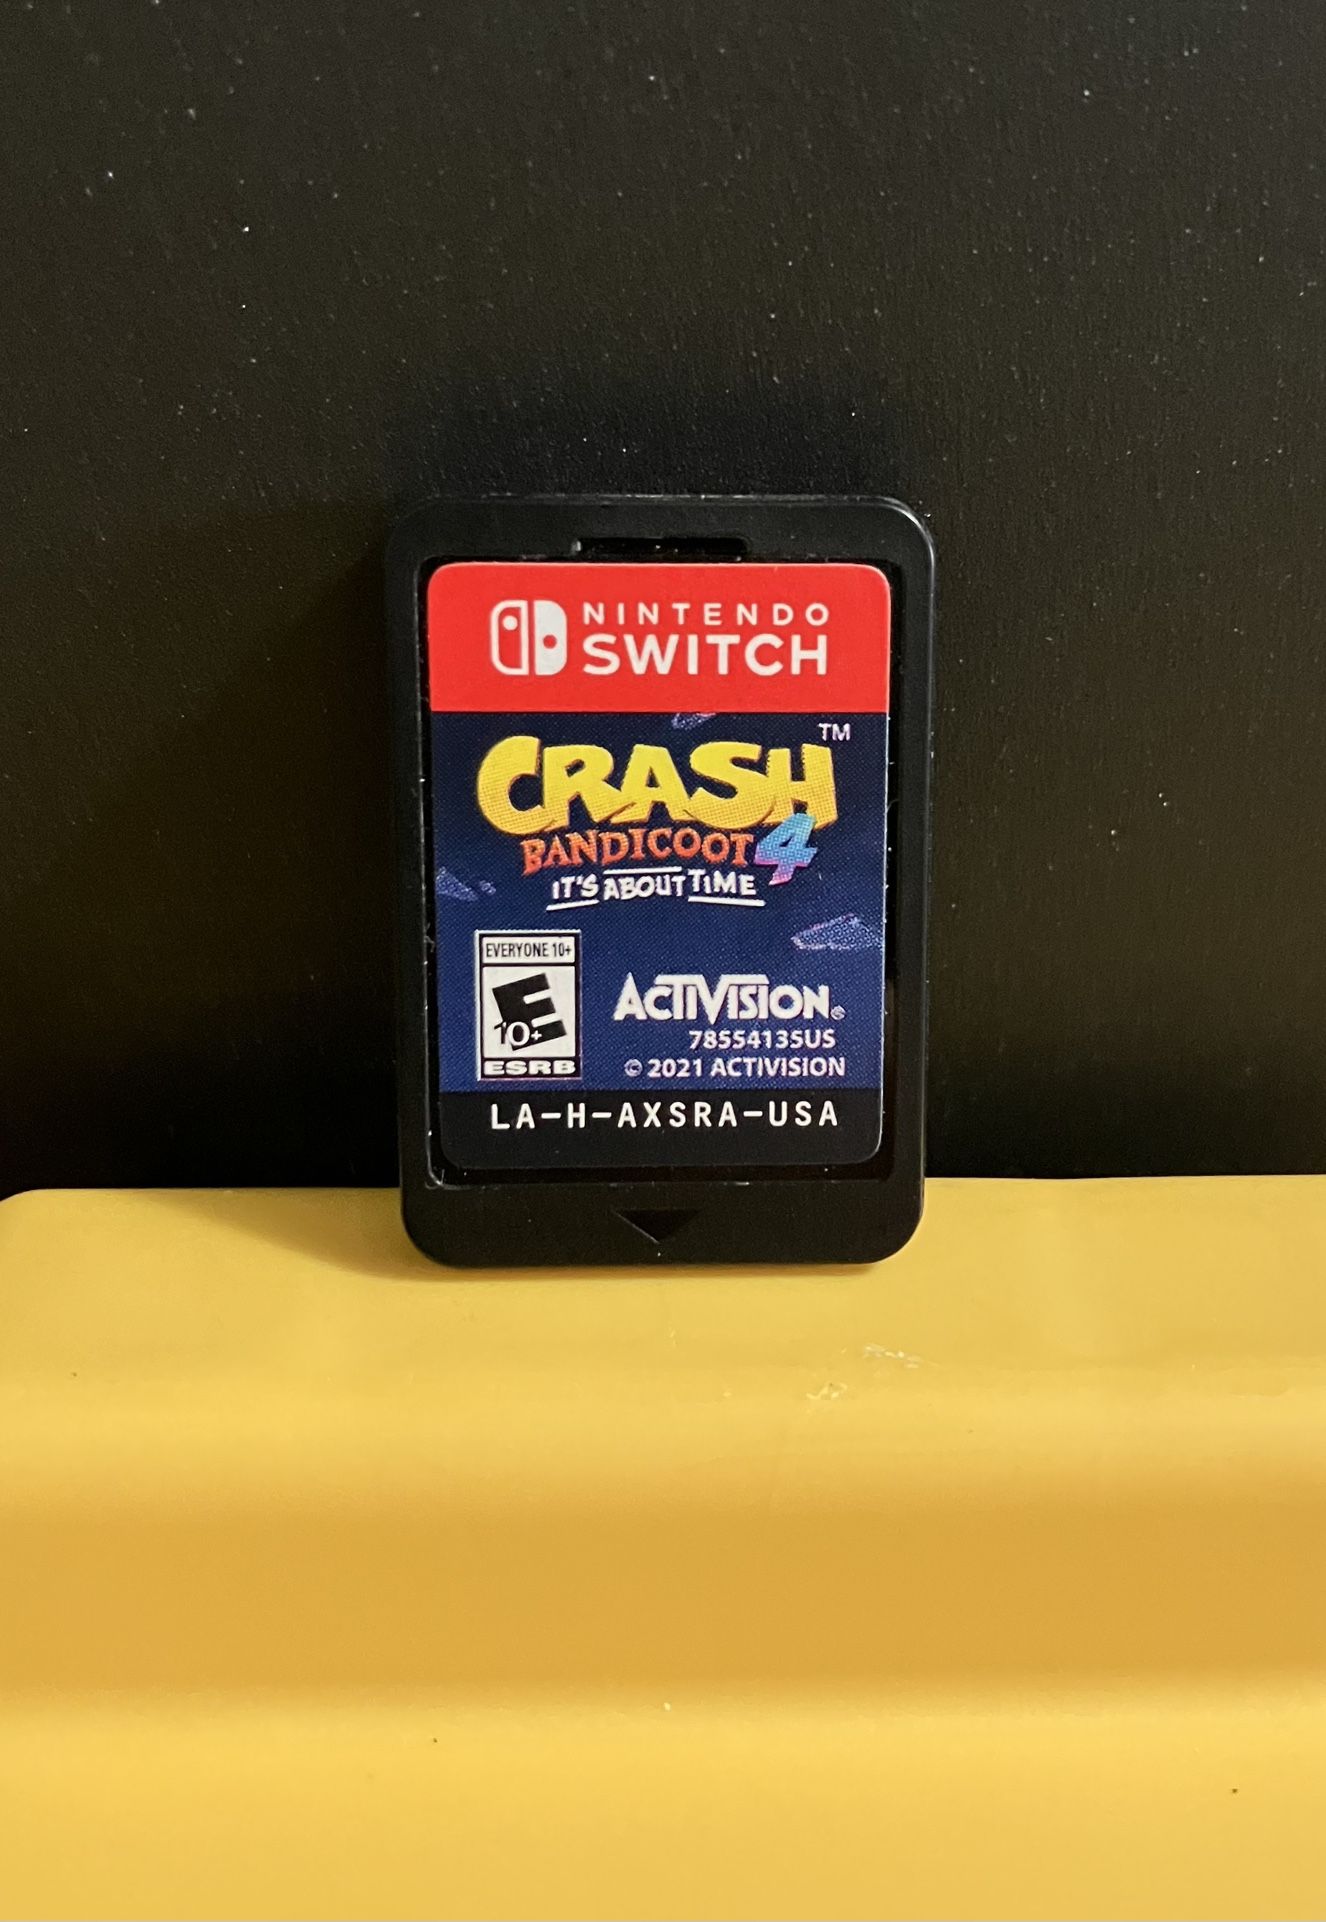 NINTENDO
SWITCH
CRASH™
BANDICOOT 4
IT'S ABOUT TIME
EVERYONE 10+
E
10+
ESRB
ACTIVISION®
78554135US
© 2021 ACTIVISION
LA-H-AXSRA-USA